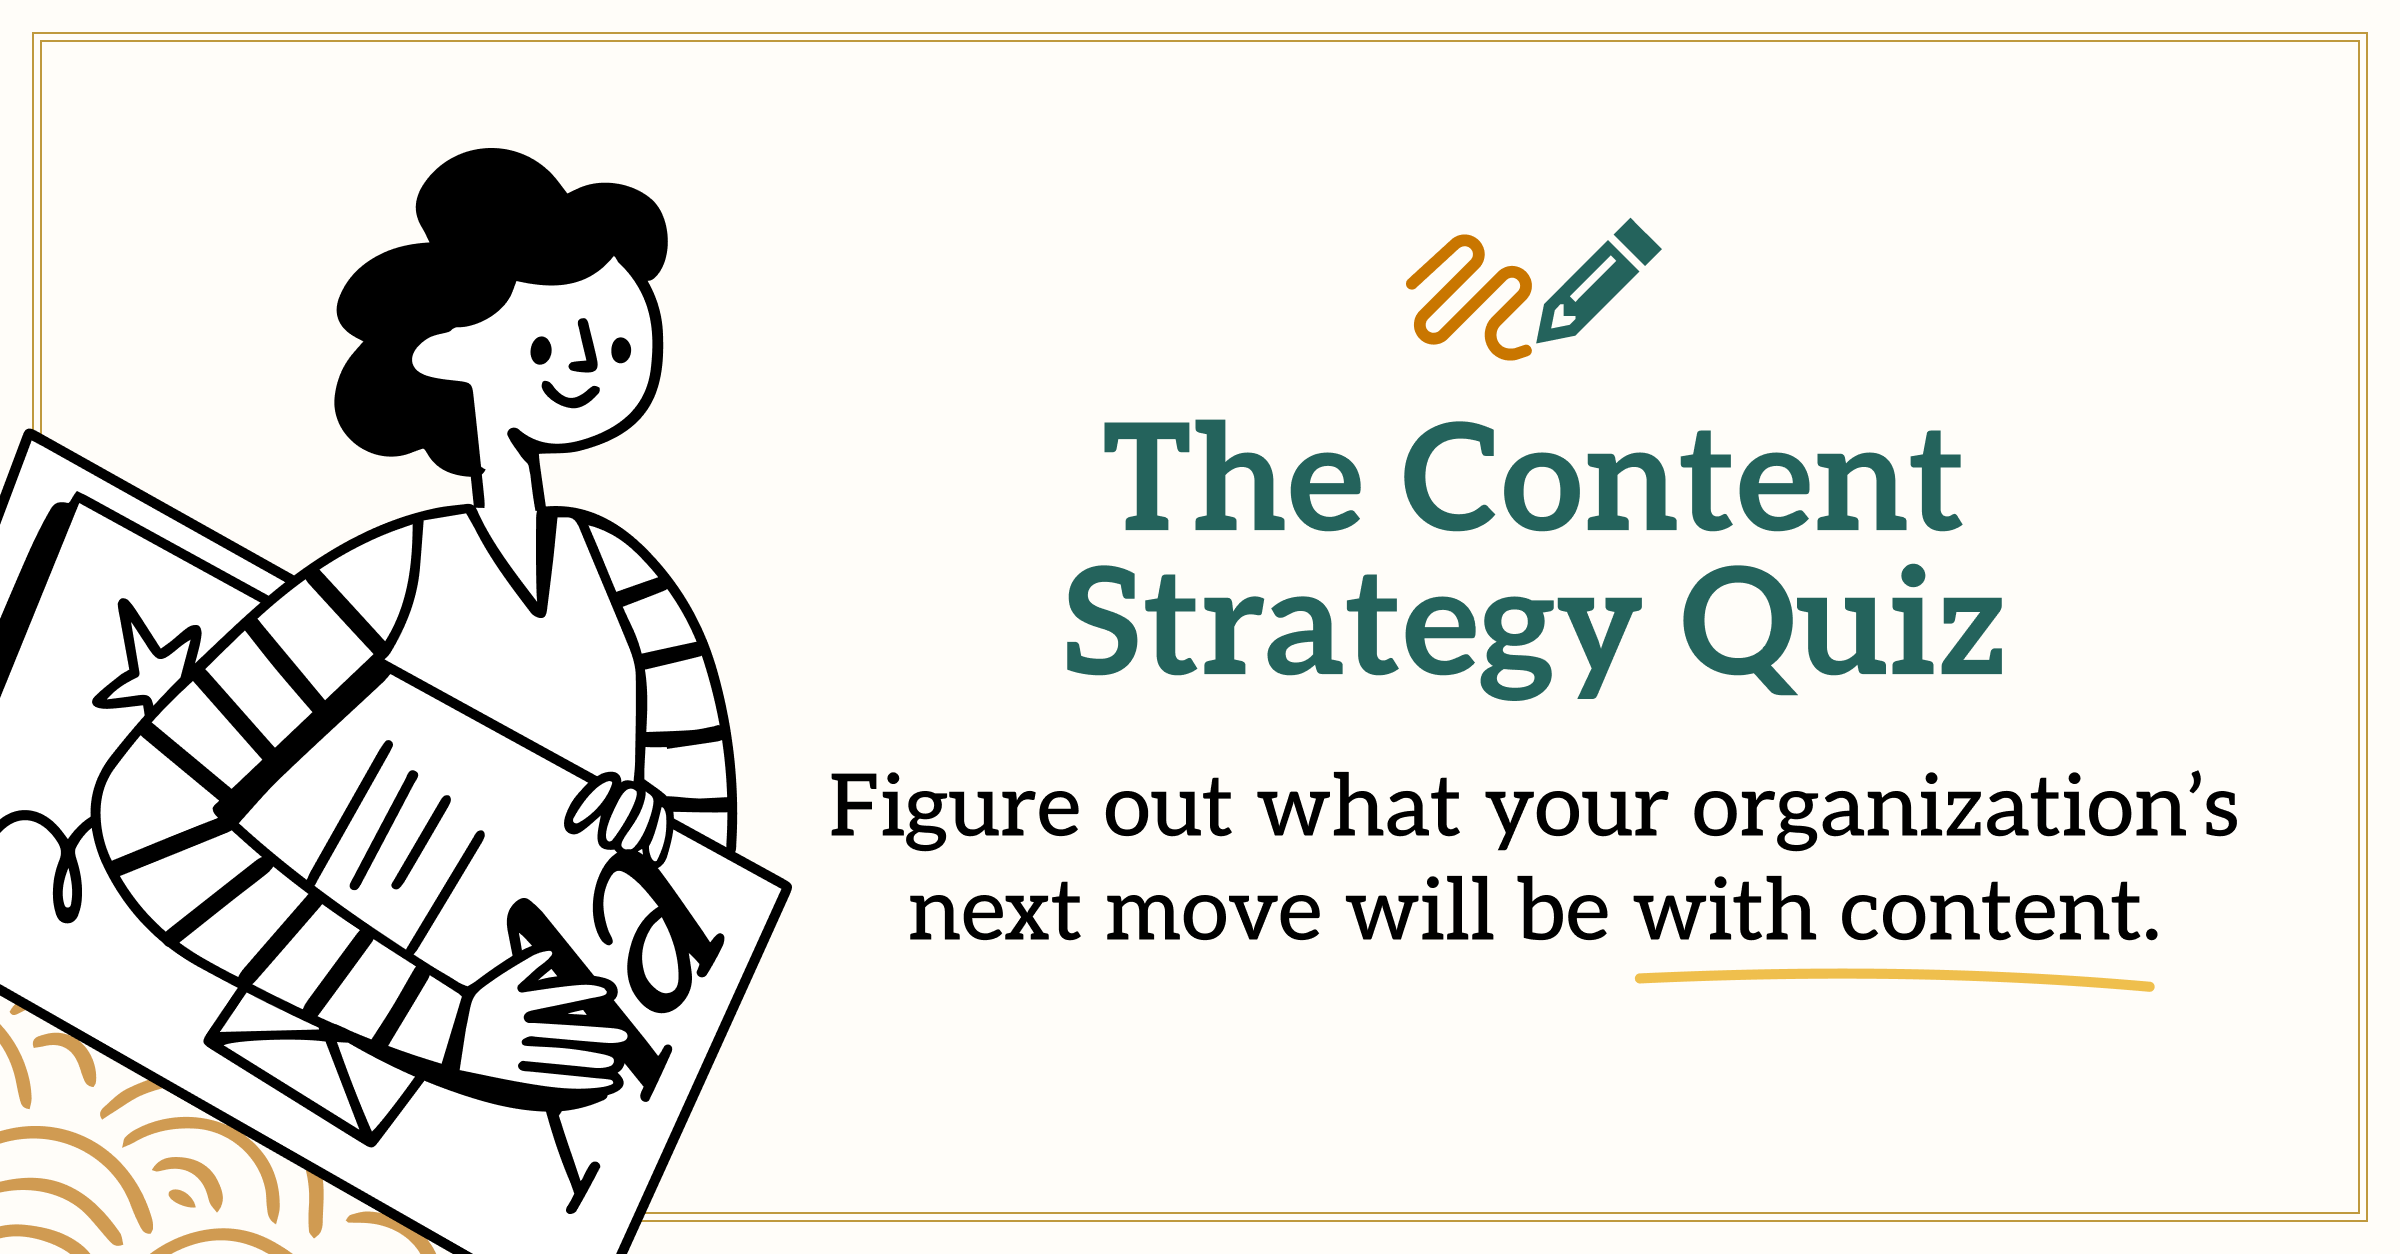 The Content
Strategy Quiz
Figure out what your organization’s
next move will be with content.